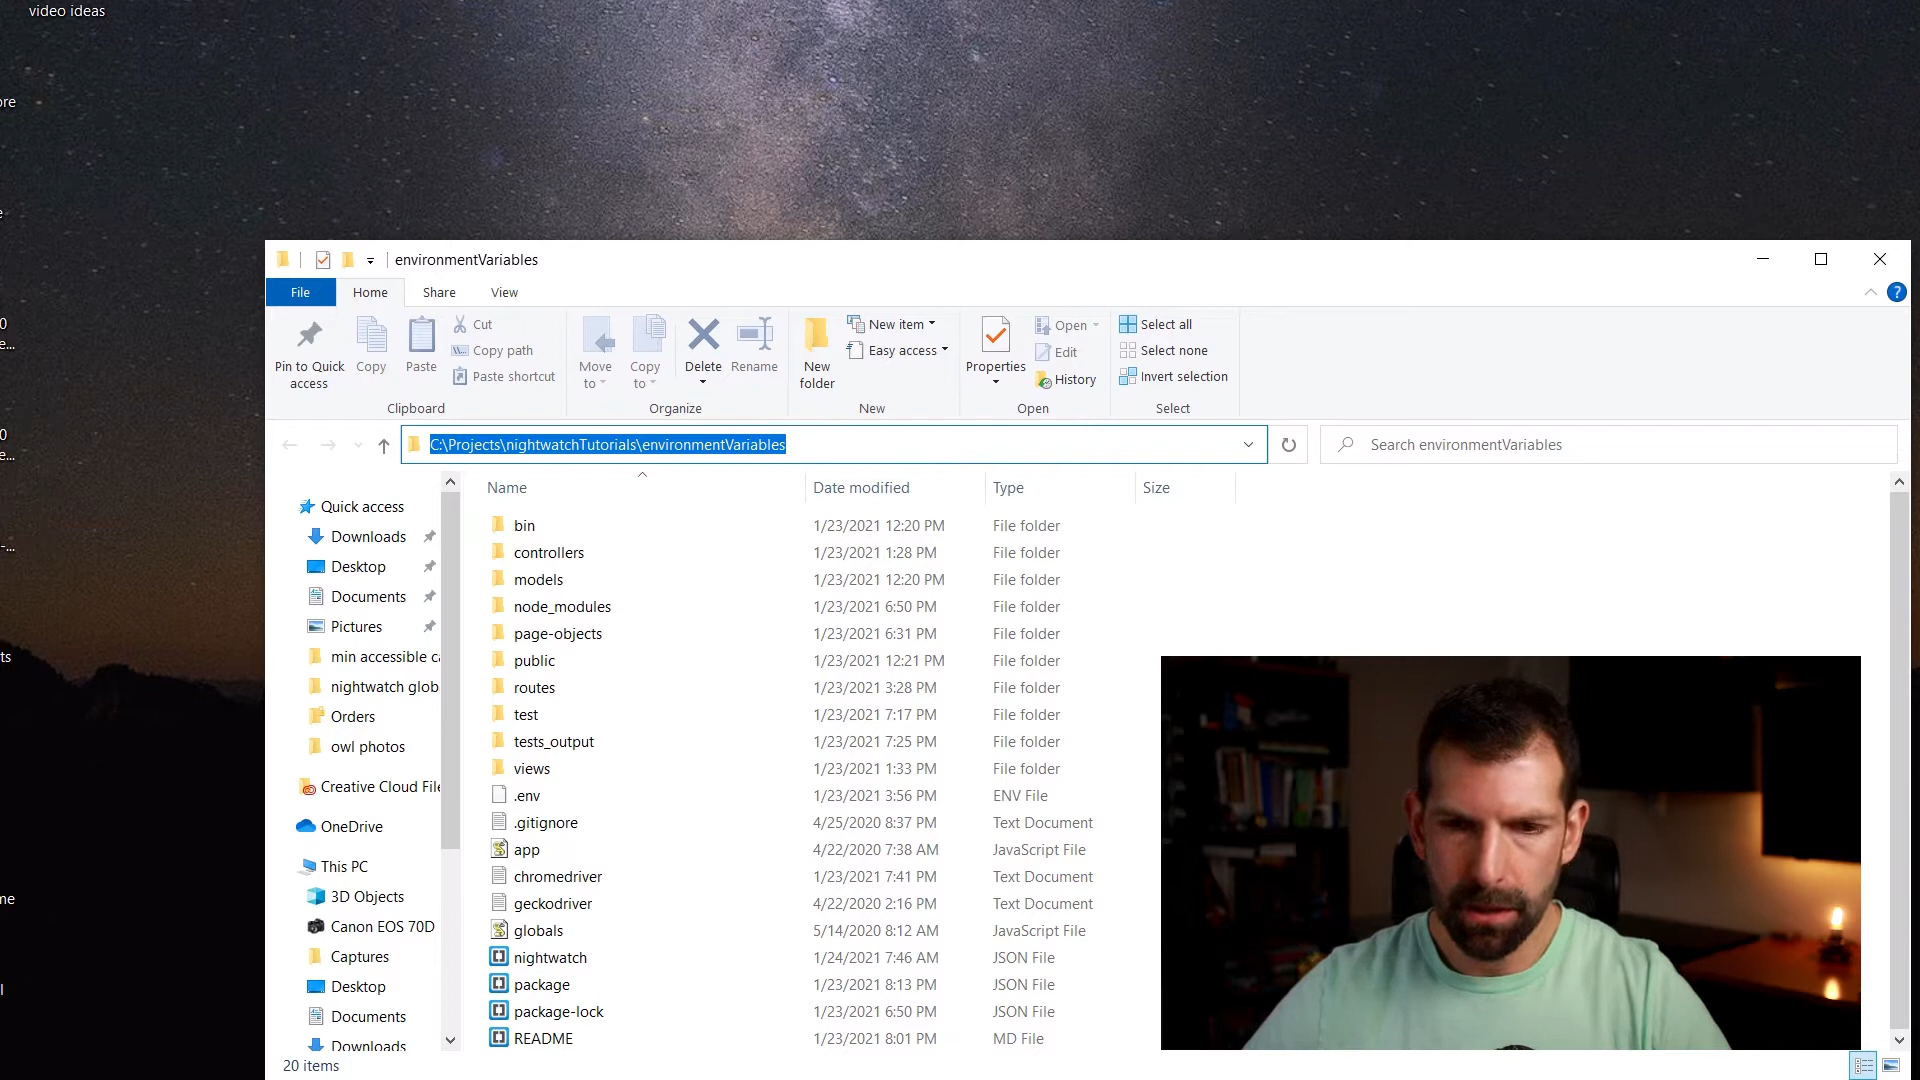 video ideas
ore
e
0
e...
0
e...
-...
ts
me
l
environmentVariables
File Home Share View
Pin to Quick access
Copy
Paste
Cut
Copy path
Paste shortcut
Clipboard
Move to
Copy to
Delete
Rename
Organize
New folder
New item
Easy access
New
Properties
Open
Edit
History
Open
Select all
Select none
Invert selection
Select
C:\Projects\nightwatchTutorials\environmentVariables
Search environmentVariables
Quick access
Downloads
Desktop
Documents
Pictures
min accessible ca
nightwatch glob
Orders
owl photos
Creative Cloud File
OneDrive
This PC
3D Objects
Canon EOS 70D
Captures
Desktop
Documents
Downloads
Name Date modified Type Size
bin 1/23/2021 12:20 PM File folder
controllers 1/23/2021 1:28 PM File folder
models 1/23/2021 12:20 PM File folder
node_modules 1/23/2021 6:50 PM File folder
page-objects 1/23/2021 6:31 PM File folder
public 1/23/2021 12:21 PM File folder
routes 1/23/2021 3:28 PM File folder
test 1/23/2021 7:17 PM File folder
tests_output 1/23/2021 7:25 PM File folder
views 1/23/2021 1:33 PM File folder
.env 1/23/2021 3:56 PM ENV File
.gitignore 4/25/2020 8:37 PM Text Document
app 4/22/2020 7:38 AM JavaScript File
chromedriver 1/23/2021 7:41 PM Text Document
geckodriver 4/22/2020 2:16 PM Text Document
globals 5/14/2020 8:12 AM JavaScript File
nightwatch 1/24/2021 7:46 AM JSON File
package 1/23/2021 8:13 PM JSON File
package-lock 1/23/2021 6:50 PM JSON File
README 1/23/2021 8:01 PM MD File
20 items